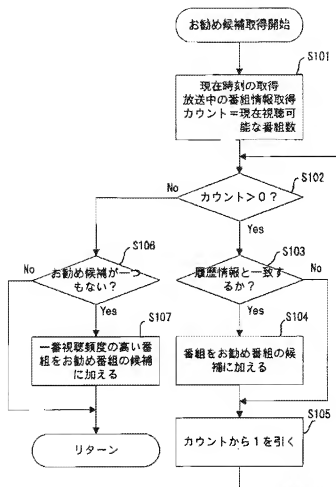 お勧め候補取得開始
S101
現在時刻の取得
放送中の番組情報取得
カウント＝現在視聴可
能な番組数
S102
No
カウント＞0？
Yes
S106
No
お勧め候補が一つ
もない？
Yes
S103
履歴情報と一致す
るか？
No
Yes
S107
一番視聴頻度の高い番
組をお勧め番組の候補
に加える
S104
番組をお勧め番組の候
補に加える
S105
リターン
カウントから1を引く